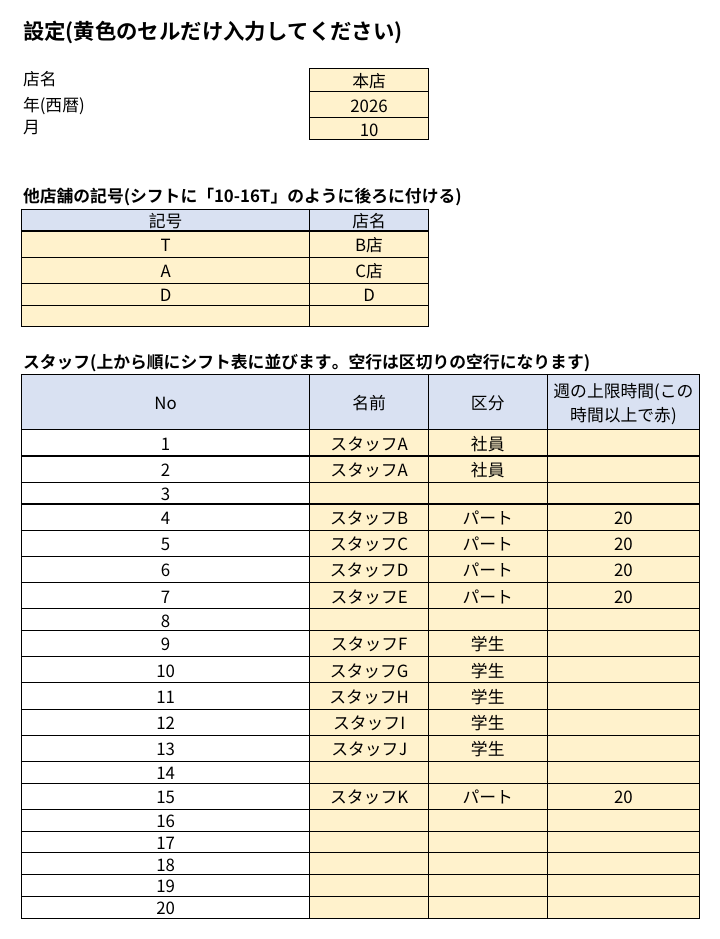 設定(黄色のセルだけ入力してください)
店名 本店
年(西暦) 2026
月 10
他店舗の記号(シフトに「10-16T」のように後ろに付ける)
記号 店名
T B店
A C店
D D
スタッフ(上から順にシフト表に並びます。空行は区切りの空行になります)
No 名前 区分 週の上限時間(この
時間以上で赤)
1 スタッフA 社員
2 スタッフA 社員
3
4 スタッフB パート 20
5 スタッフC パート 20
6 スタッフD パート 20
7 スタッフE パート 20
8
9 スタッフF 学生
10 スタッフG 学生
11 スタッフH 学生
12 スタッフI 学生
13 スタッフJ 学生
14
15 スタッフK パート 20
16
17
18
19
20